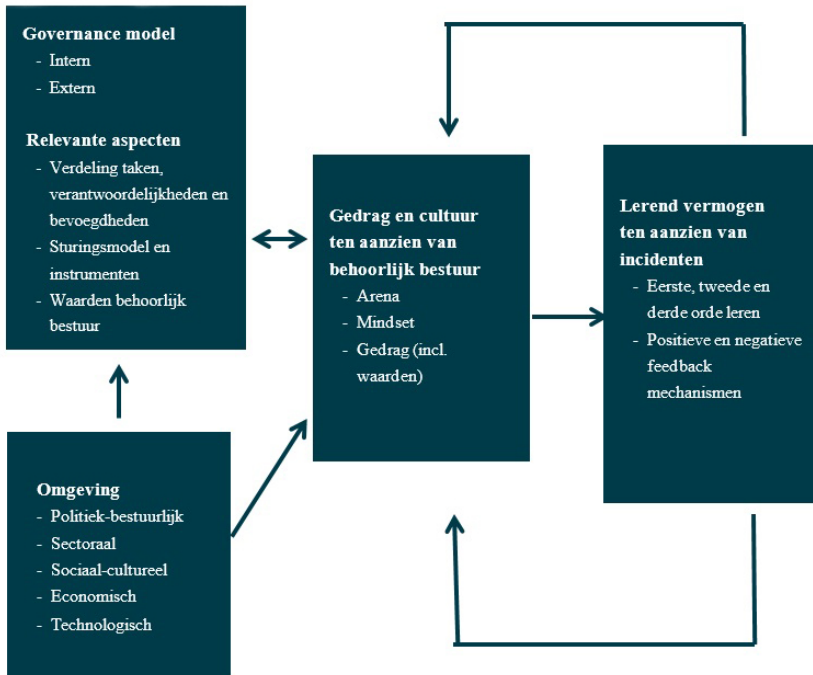 Governance model
- Intern
- Extern
Relevante aspecten
- Verdeling taken,
verantwoordelijkheden en
bevoegdheden
- Sturingsmodel en
instrumenten
- Waarden behoorlijk
bestuur
Omgeving
- Politiek-bestuurlijk
- Sectoraal
- Sociaal-cultureel
- Economisch
- Technologisch
Gedrag en cultuur
ten aanzien van
behoorlijk bestuur
- Arena
- Mindset
- Gedrag (incl.
waarden)
Lerend vermogen
ten aanzien van
incidenten
- Eerste, tweede en
derde orde leren
- Positieve en negatieve
feedback
mechanismen